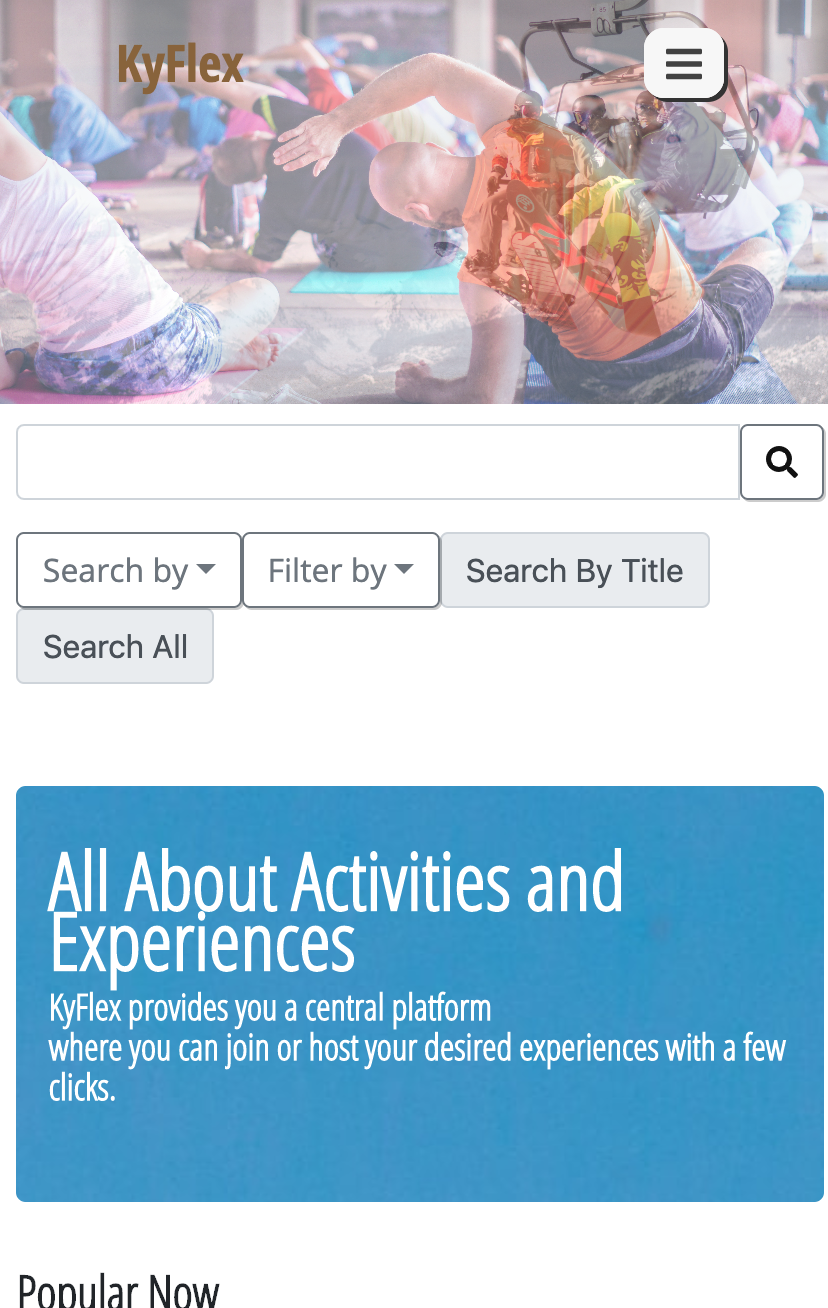 KyFlex
Search by
Filter by
Search By Title
Search All
All About Activities and
Experiences
KyFlex provides you a central platform
where you can join or host your desired experiences with a few
clicks.
Popular Now